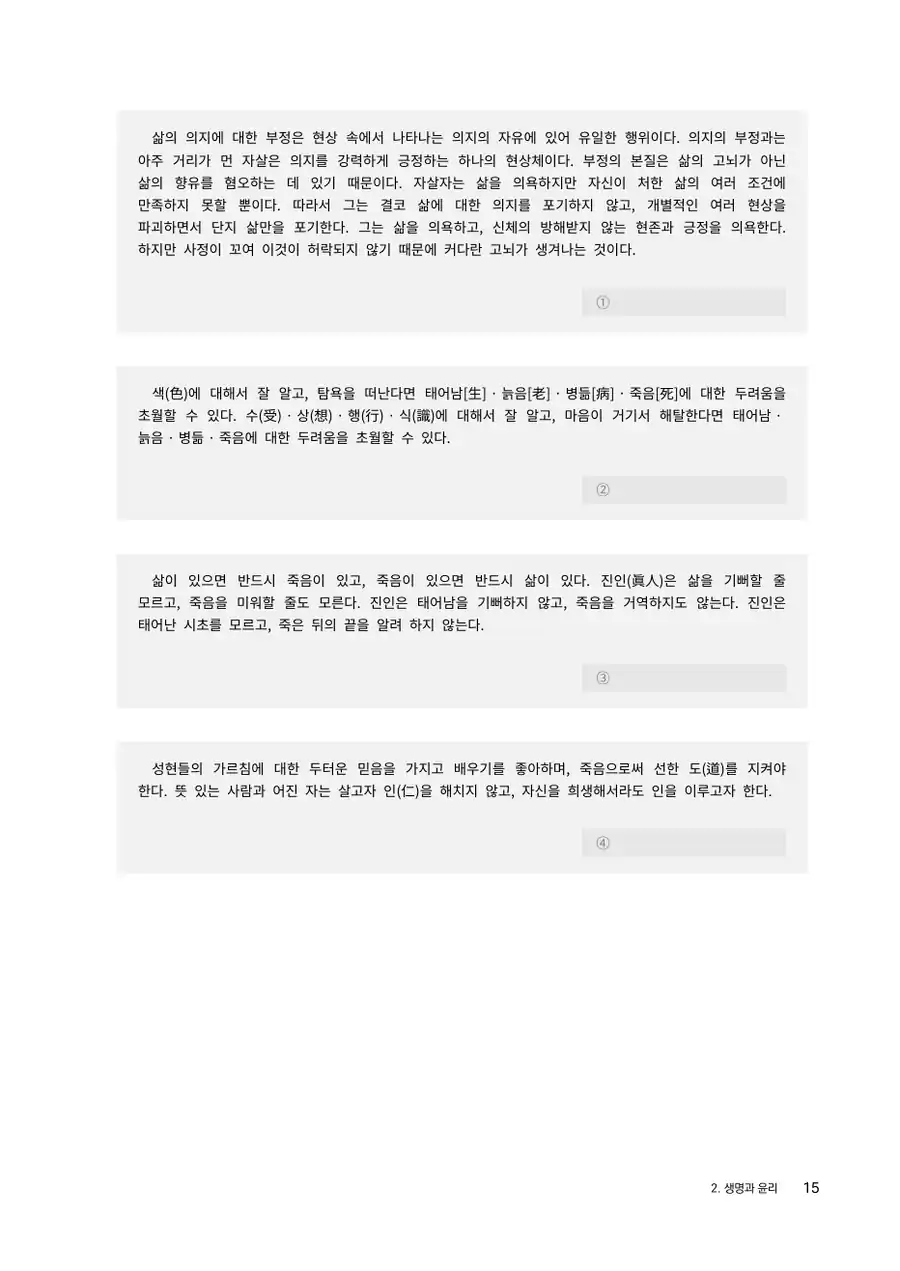 삶의 의지에 대한 부정은 현상 속에서 나타나는 의지의 자유에 있어 유일한 행위이다. 의지의 부정과는
아주 거리가 먼 자살은 의지를 강력하게 긍정하는 하나의 현상체이다. 부정의 본질은 삶의 고뇌가 아닌
삶의 향유를 혐오하는 데 있기 때문이다. 자살자는 삶을 의욕하지만 자신이 처한 삶의 여러 조건에
만족하지 못할 뿐이다. 따라서 그는 결코 삶에 대한 의지를 포기하지 않고, 개별적인 여러 현상을
파괴하면서 단지 삶만을 포기한다. 그는 삶을 의욕하고, 신체의 방해받지 않는 현존과 긍정을 의욕한다.
하지만 사정이 꼬여 이것이 허락되지 않기 때문에 커다란 고뇌가 생겨나는 것이다.
①
색(色)에 대해서 잘 알고, 탐욕을 떠난다면 태어남[生]·늙음[老]·병듦[病]·죽음[死]에 대한 두려움을
초월할 수 있다. 수(受)·상(想)·행(行)·식(識)에 대해서 잘 알고, 마음이 거기서 해탈한다면 태어남·
늙음·병듦·죽음에 대한 두려움을 초월할 수 있다.
②
삶이 있으면 반드시 죽음이 있고, 죽음이 있으면 반드시 삶이 있다. 진인(眞人)은 삶을 기뻐할 줄
모르고, 죽음을 미워할 줄도 모른다. 진인은 태어남을 기뻐하지 않고, 죽음을 거역하지도 않는다. 진인은
태어난 시초를 모르고, 죽은 뒤의 끝을 알려 하지 않는다.
③
성현들의 가르침에 대한 두터운 믿음을 가지고 배우기를 좋아하며, 죽음으로써 선한 도(道)를 지켜야
한다. 뜻 있는 사람과 어진 자는 살고자 인(仁)을 해치지 않고, 자신을 희생해서라도 인을 이루고자 한다.
④
2. 생명과 윤리 15